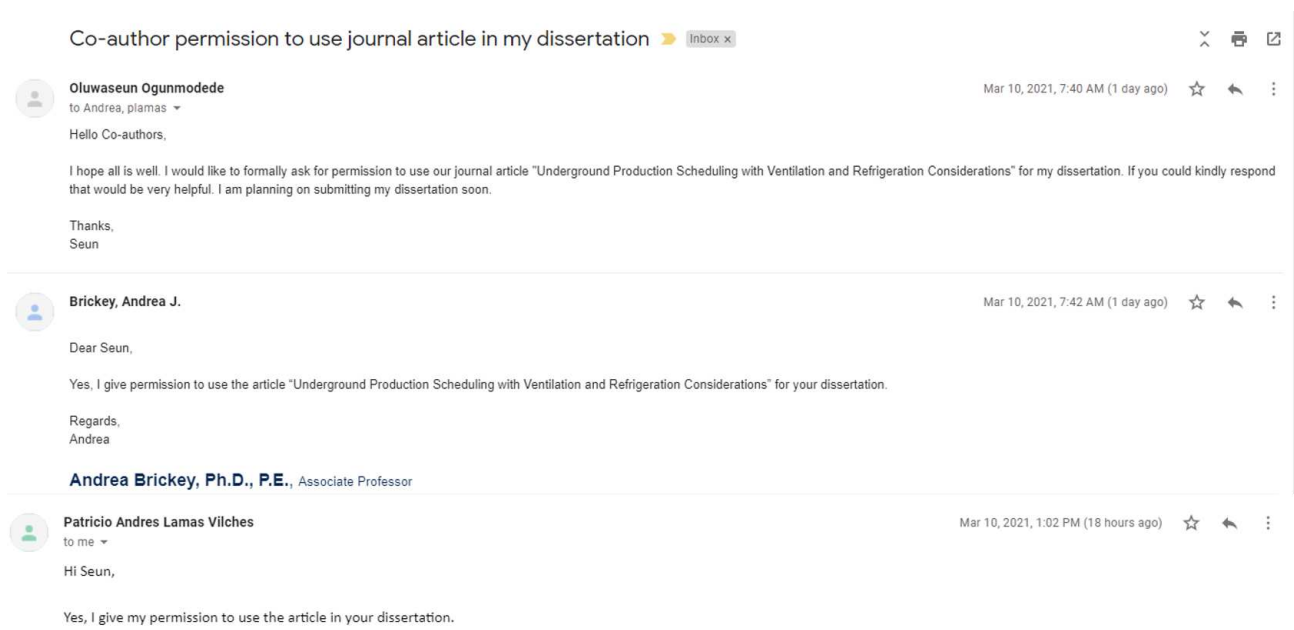 Co-author permission to use journal article in my dissertation Inbox x
Oluwaseun Ogunmodede Mar 10, 2021, 7:40 AM (1 day ago)
to Andrea, plamas
Hello Co-authors,
I hope all is well. I would like to formally ask for permission to use our journal article "Underground Production Scheduling with Ventilation and Refrigeration Considerations" for my dissertation. If you could kindly respond
that would be very helpful. I am planning on submitting my dissertation soon.
Thanks,
Seun
Brickey, Andrea J. Mar 10, 2021, 7:42 AM (1 day ago)
Dear Seun,
Yes, I give permission to use the article “Underground Production Scheduling with Ventilation and Refrigeration Considerations” for your dissertation.
Regards,
Andrea
Andrea Brickey, Ph.D., P.E., Associate Professor
Patricio Andres Lamas Vilches Mar 10, 2021, 1:02 PM (18 hours ago)
to me
Hi Seun,
Yes, I give my permission to use the article in your dissertation.